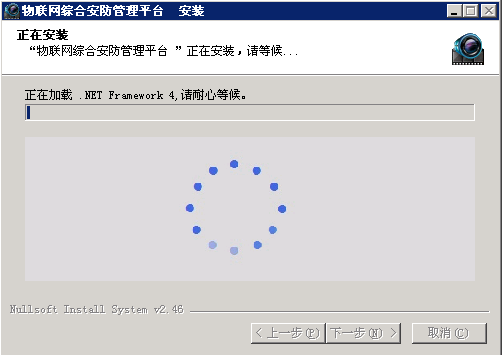 物联网综合安防管理平台 安装
正在安装
“物联网综合安防管理平台 ”正在安装，请等候...
正在加载 .NET Framework 4,请耐心等候。
Nullsoft Install System v2.46
< 上一步(P) 下一步(N) > 取消(C)